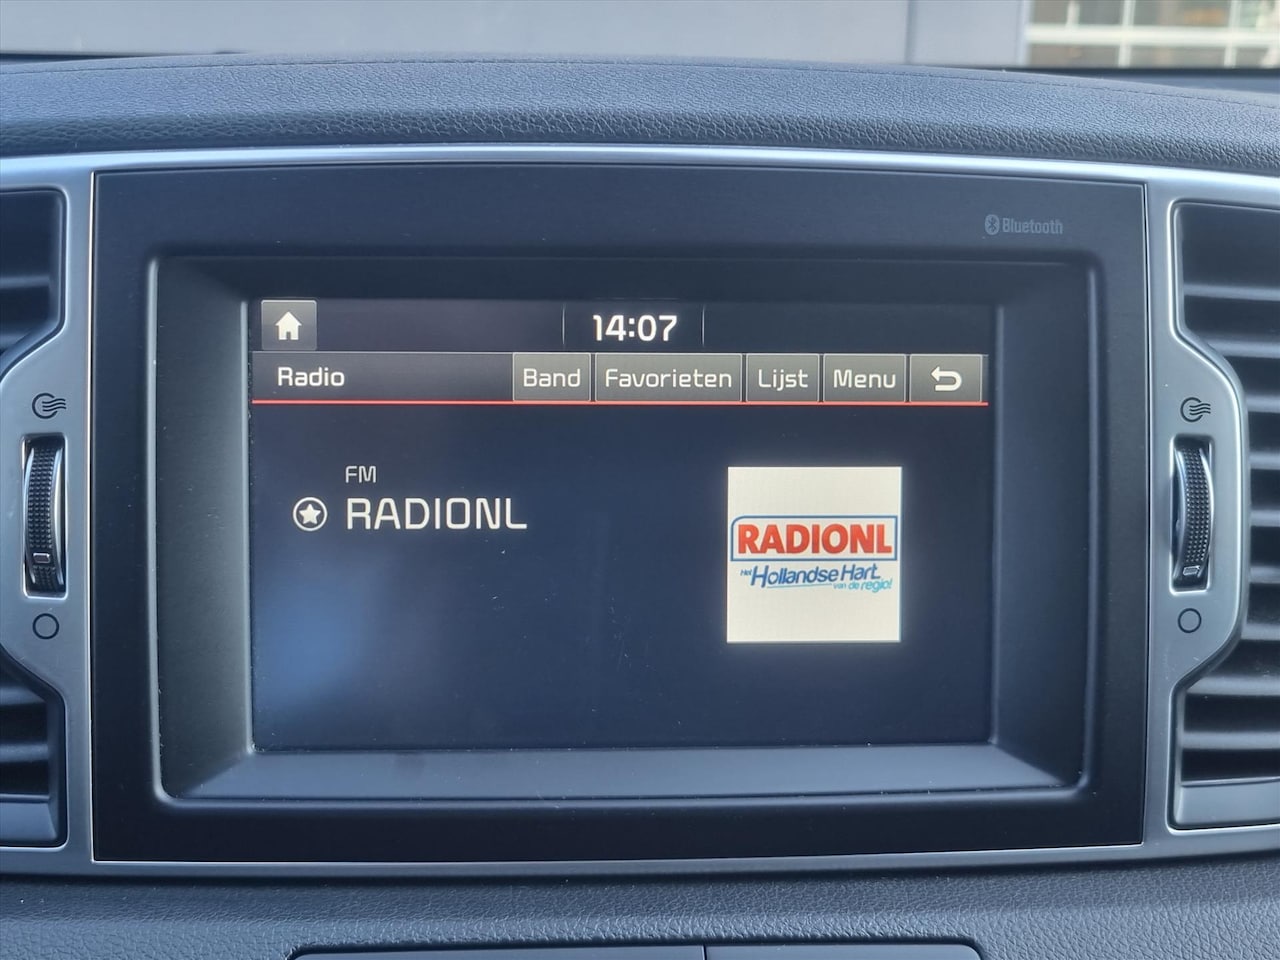 Bluetooth
14:07
Radio Band Favorieten Lijst Menu
FM
RADIONL
RADIONL
Het Hollandse Hart
van de regio!